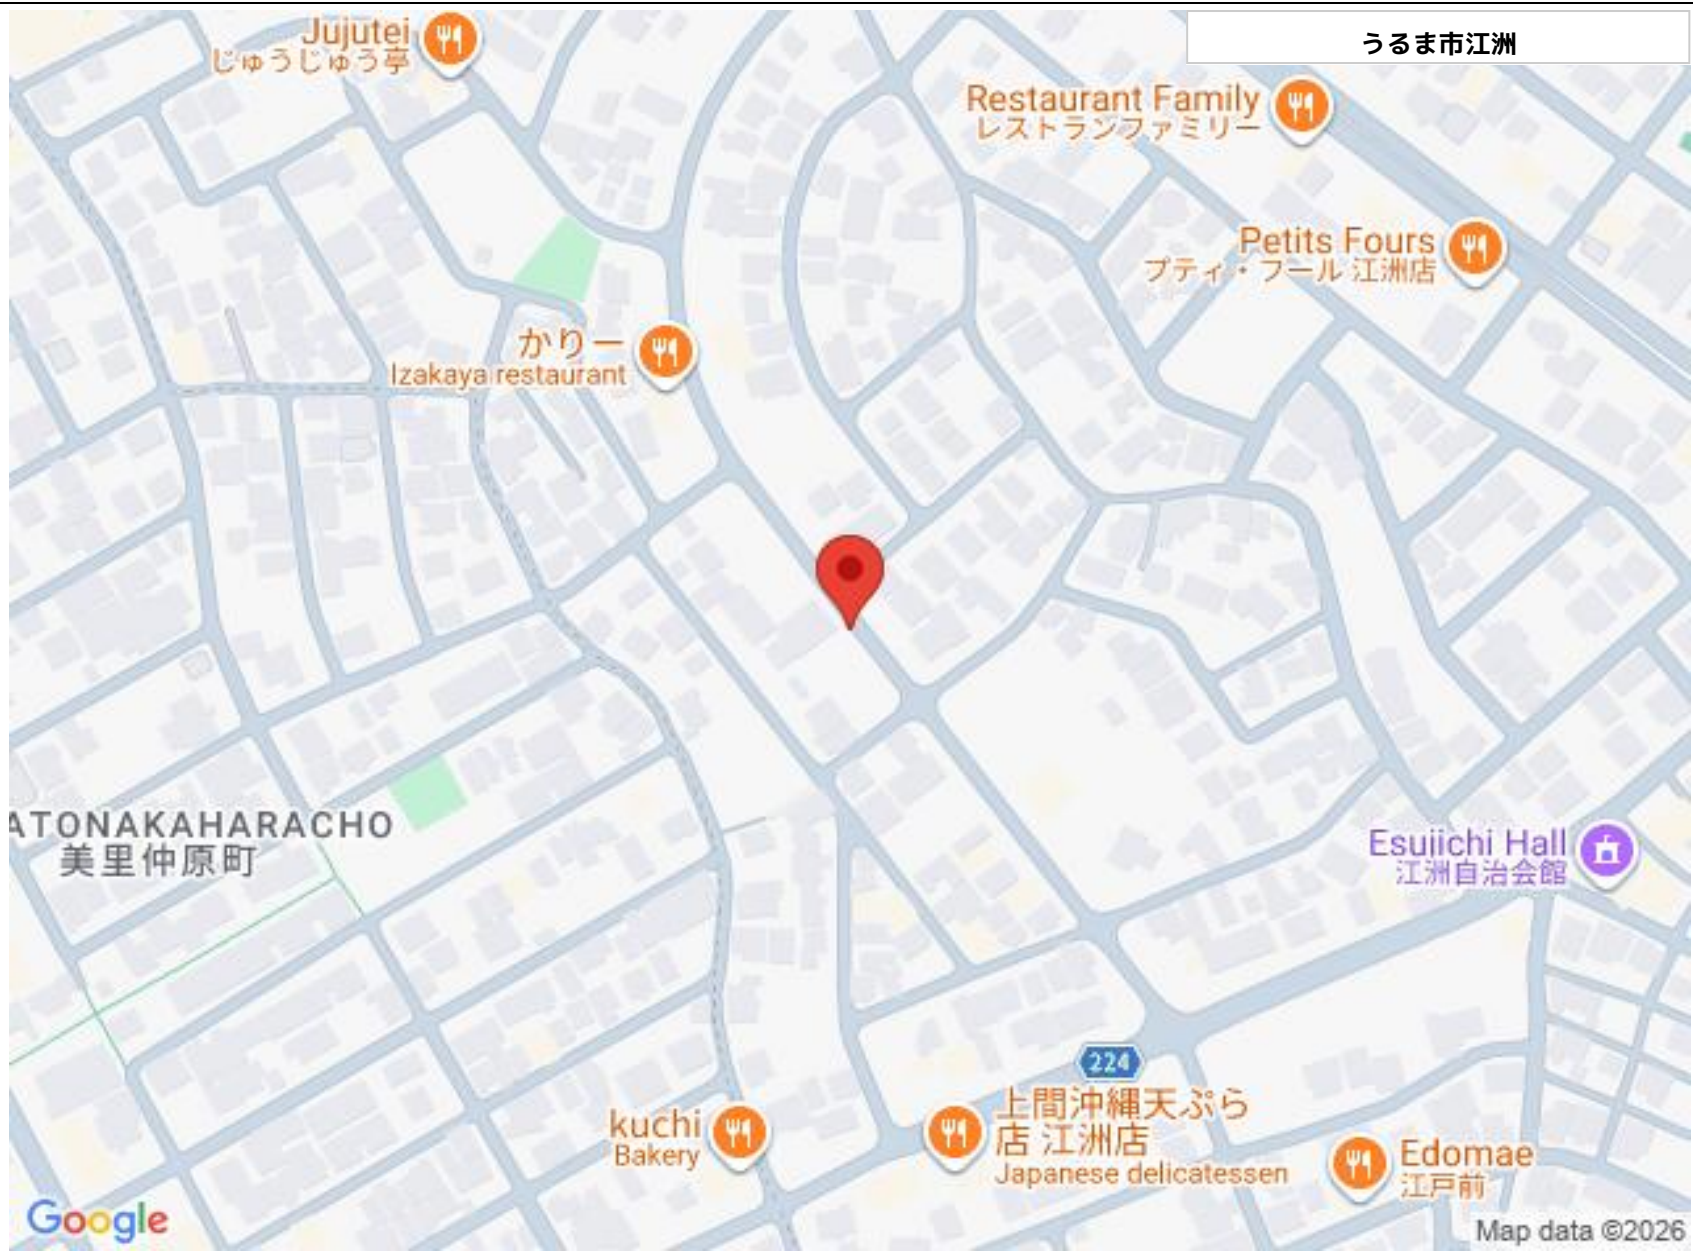 うるま市江洲
Jujutei
じゅうじゅう亭
Restaurant Family
レストランファミリー
Petits Fours
プティ・フール 江洲店
かりー
Izakaya restaurant
ATONAKAHARACHO
美里仲原町
Esujichi Hall
江洲自治会館
224
kuchi
Bakery
上間沖縄天ぷら
店 江洲店
Japanese delicatessen
Edomae
江戸前
Google
Map data ©2026